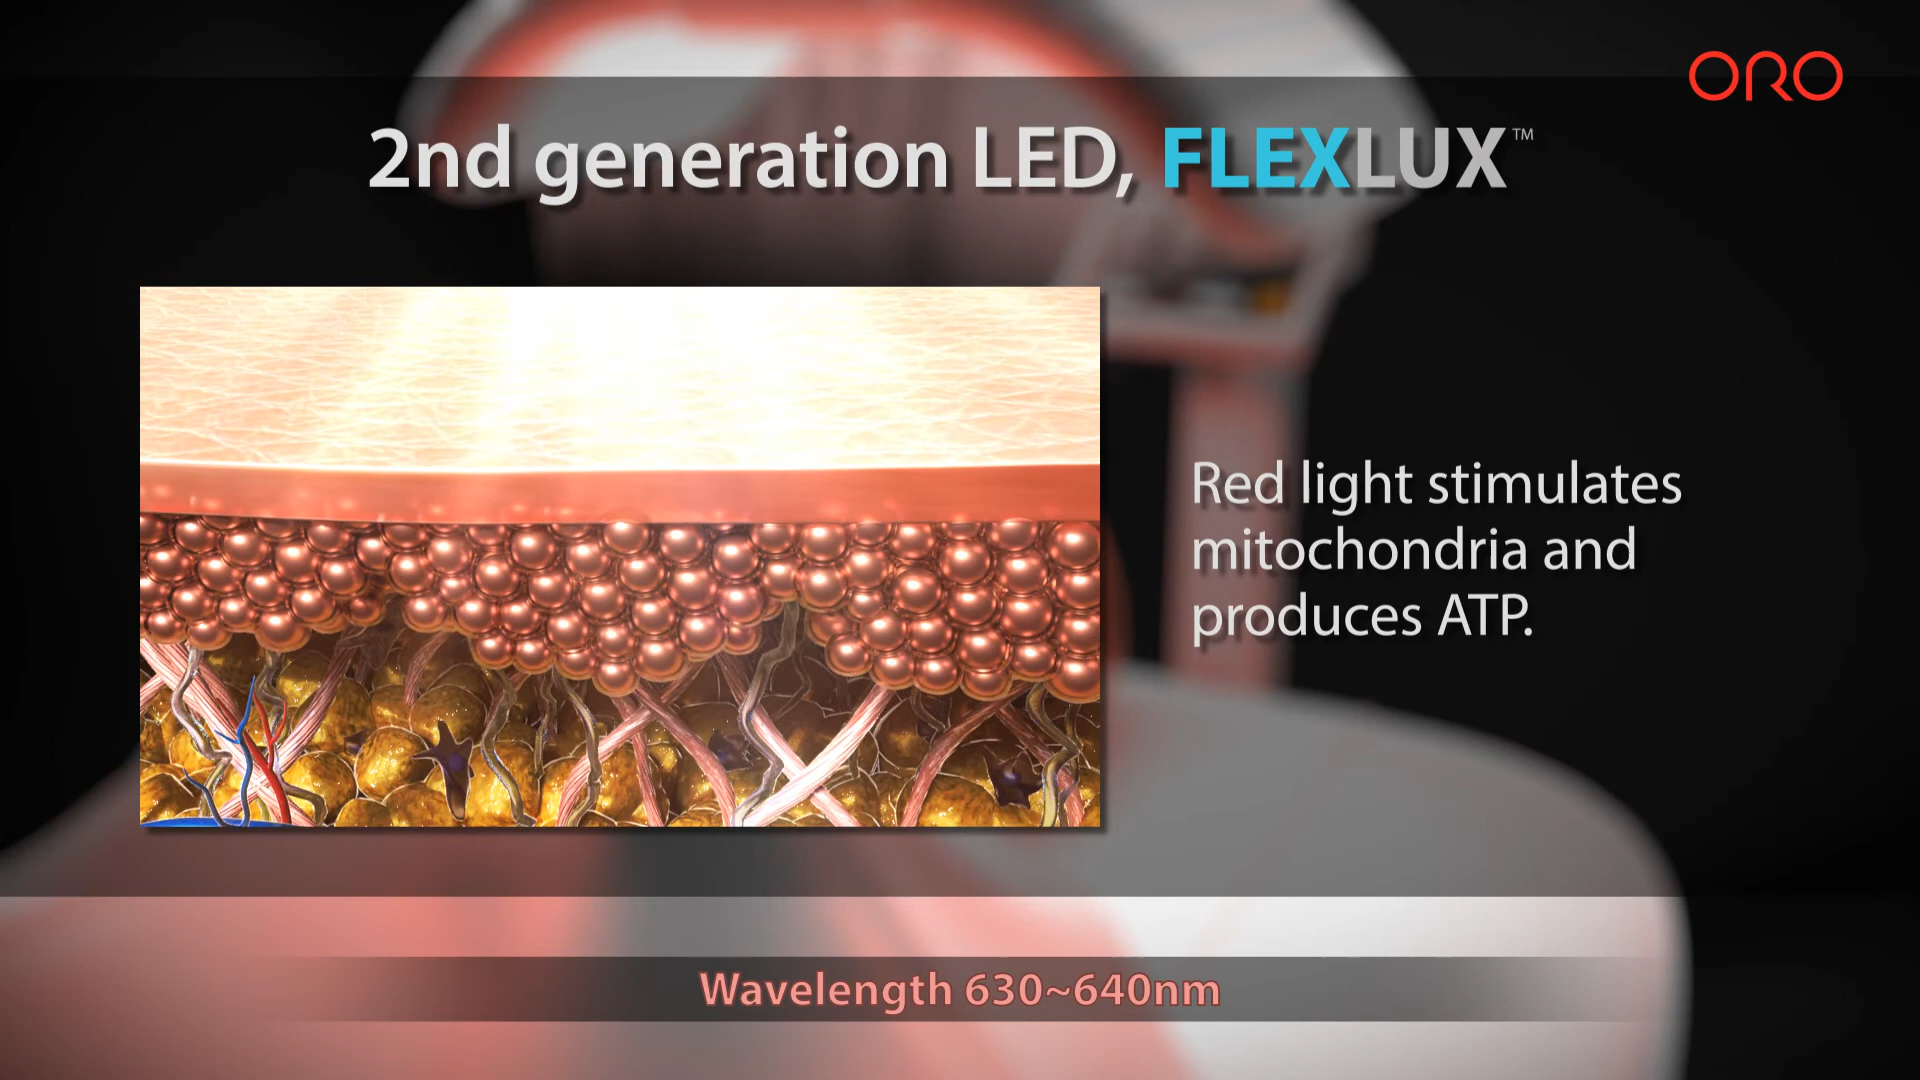 ORO
2nd generation LED, FLEXLUX™
Red light stimulates
mitochondria and
produces ATP.
Wavelength 630~640nm